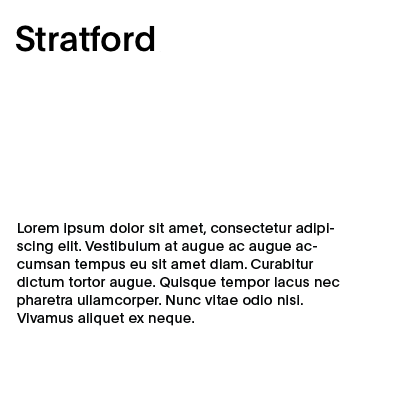 Stratford
Lorem ipsum dolor sit amet, consectetur adipi-
scing elit. Vestibulum at augue ac augue ac-
cumsan tempus eu sit amet diam. Curabitur
dictum tortor augue. Quisque tempor lacus nec
pharetra ullamcorper. Nunc vitae odio nisi.
Vivamus aliquet ex neque.